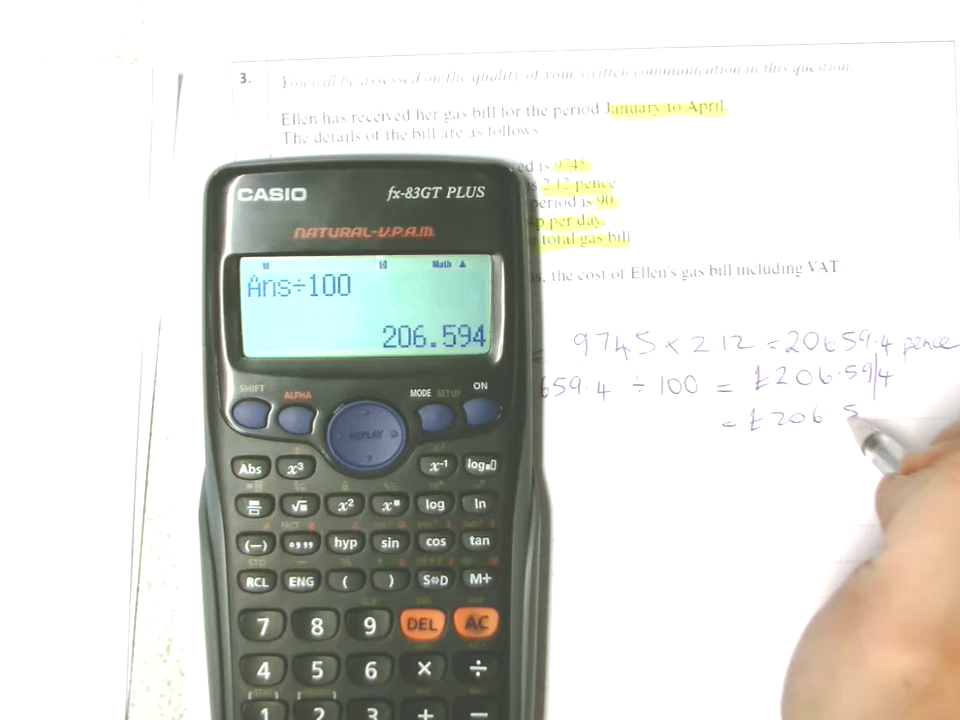 3. You will be assessed on the quality of your written communication in this question.
Ellen has received her gas bill for the period January to April.
The details of the bill are as follows.
ed is 9745
s 2.12 pence
period is 90
p per day.
total gas bill
, the cost of Ellen's gas bill including VAT.
= 9745 × 2.12 = 20659.4 pence
659.4 ÷ 100 = £206.59|4
= £206.5
CASIO fx-83GT PLUS
NATURAL-V.P.A.M.
M D Math ▲
Ans÷100
206.594
SHIFT ALPHA MODE SETUP ON
REPLAY
Abs x³ x⁻¹ log
√ x² log ln
(−) hyp sin cos tan
RCL ENG ( ) S⇔D M+
7 8 9 DEL AC
4 5 6 × ÷
1 2 3 + −